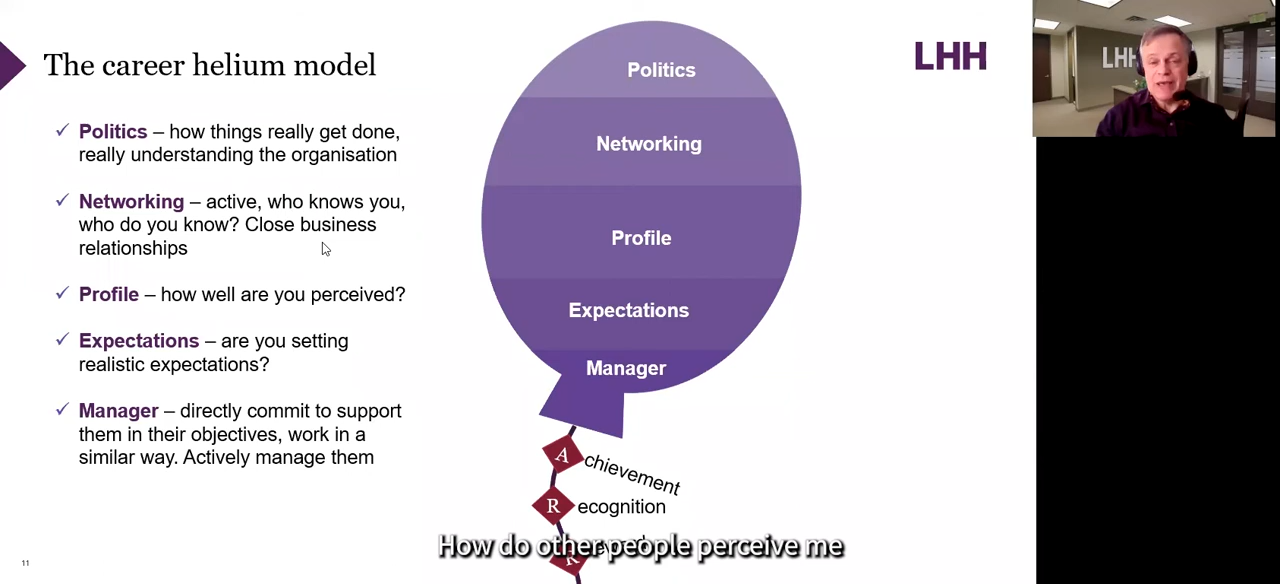 The career helium model
LHH
LHH
✓ Politics – how things really get done,
really understanding the organisation
✓ Networking – active, who knows you,
who do you know? Close business
relationships
✓ Profile – how well are you perceived?
✓ Expectations – are you setting
realistic expectations?
✓ Manager – directly commit to support
them in their objectives, work in a
similar way. Actively manage them
Politics
Networking
Profile
Expectations
Manager
Achievement
Recognition
R
How do other people perceive me
11